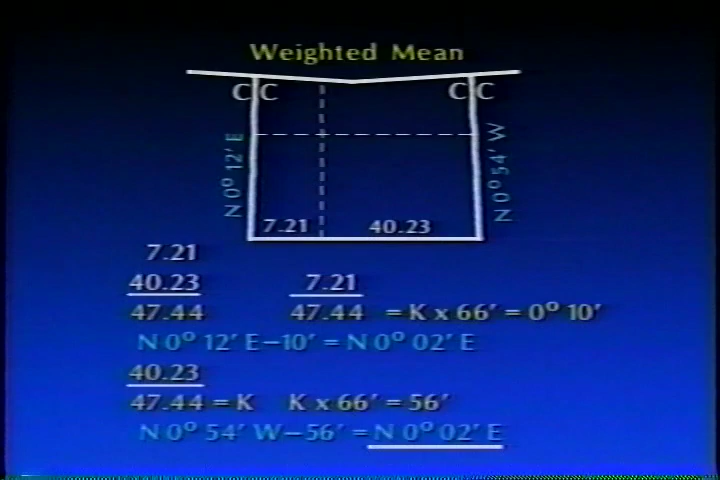 Weighted Mean
C C
C C
N 0° 12′ E
N 0° 54′ W
7.21
40.23
7.21
40.23
7.21
47.44
47.44 = K x 66′ = 0° 10′
N 0° 12′ E–10′ = N 0° 02′ E
40.23
47.44 = K K x 66′ = 56′
N 0° 54′ W–56′ = N 0° 02′ E